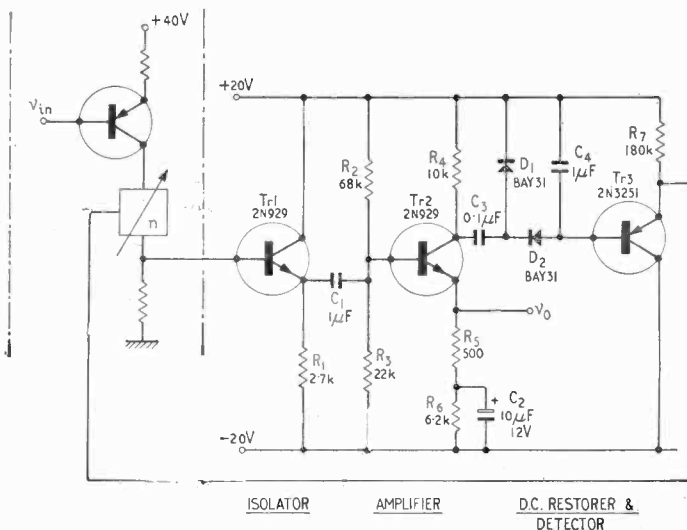 +40V
νin
n
+20V
R2
68k
R4
10k
D1
BAY31
C4
1μF
R7
180k
Tr1
2N929
Tr2
2N929
C3
0·1μF
Tr3
2N3251
D2
BAY31
C1
1μF
νo
R1
2·7k
R3
22k
R5
500
R6
6·2k
+
C2
10μF
12V
-20V
ISOLATOR
AMPLIFIER
D.C. RESTORER &
DETECTOR